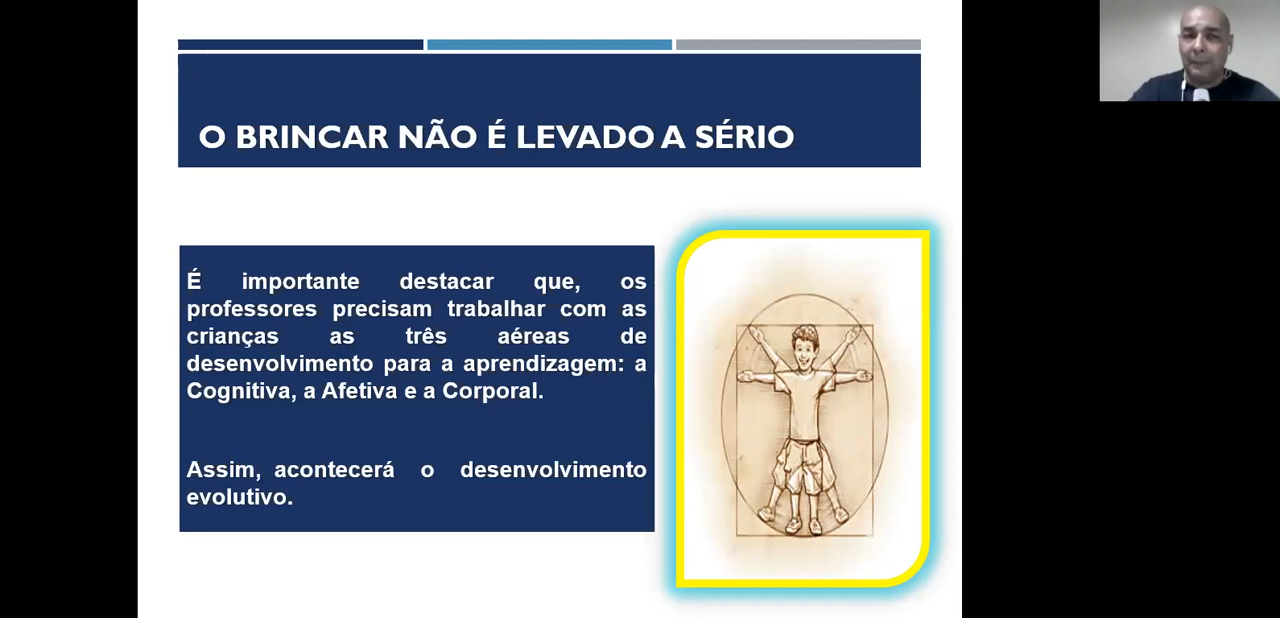 O BRINCAR NÃO É LEVADO A SÉRIO
É importante destacar que, os
professores precisam trabalhar com as
crianças as três aéreas de
desenvolvimento para a aprendizagem: a
Cognitiva, a Afetiva e a Corporal.
Assim, acontecerá o desenvolvimento
evolutivo.